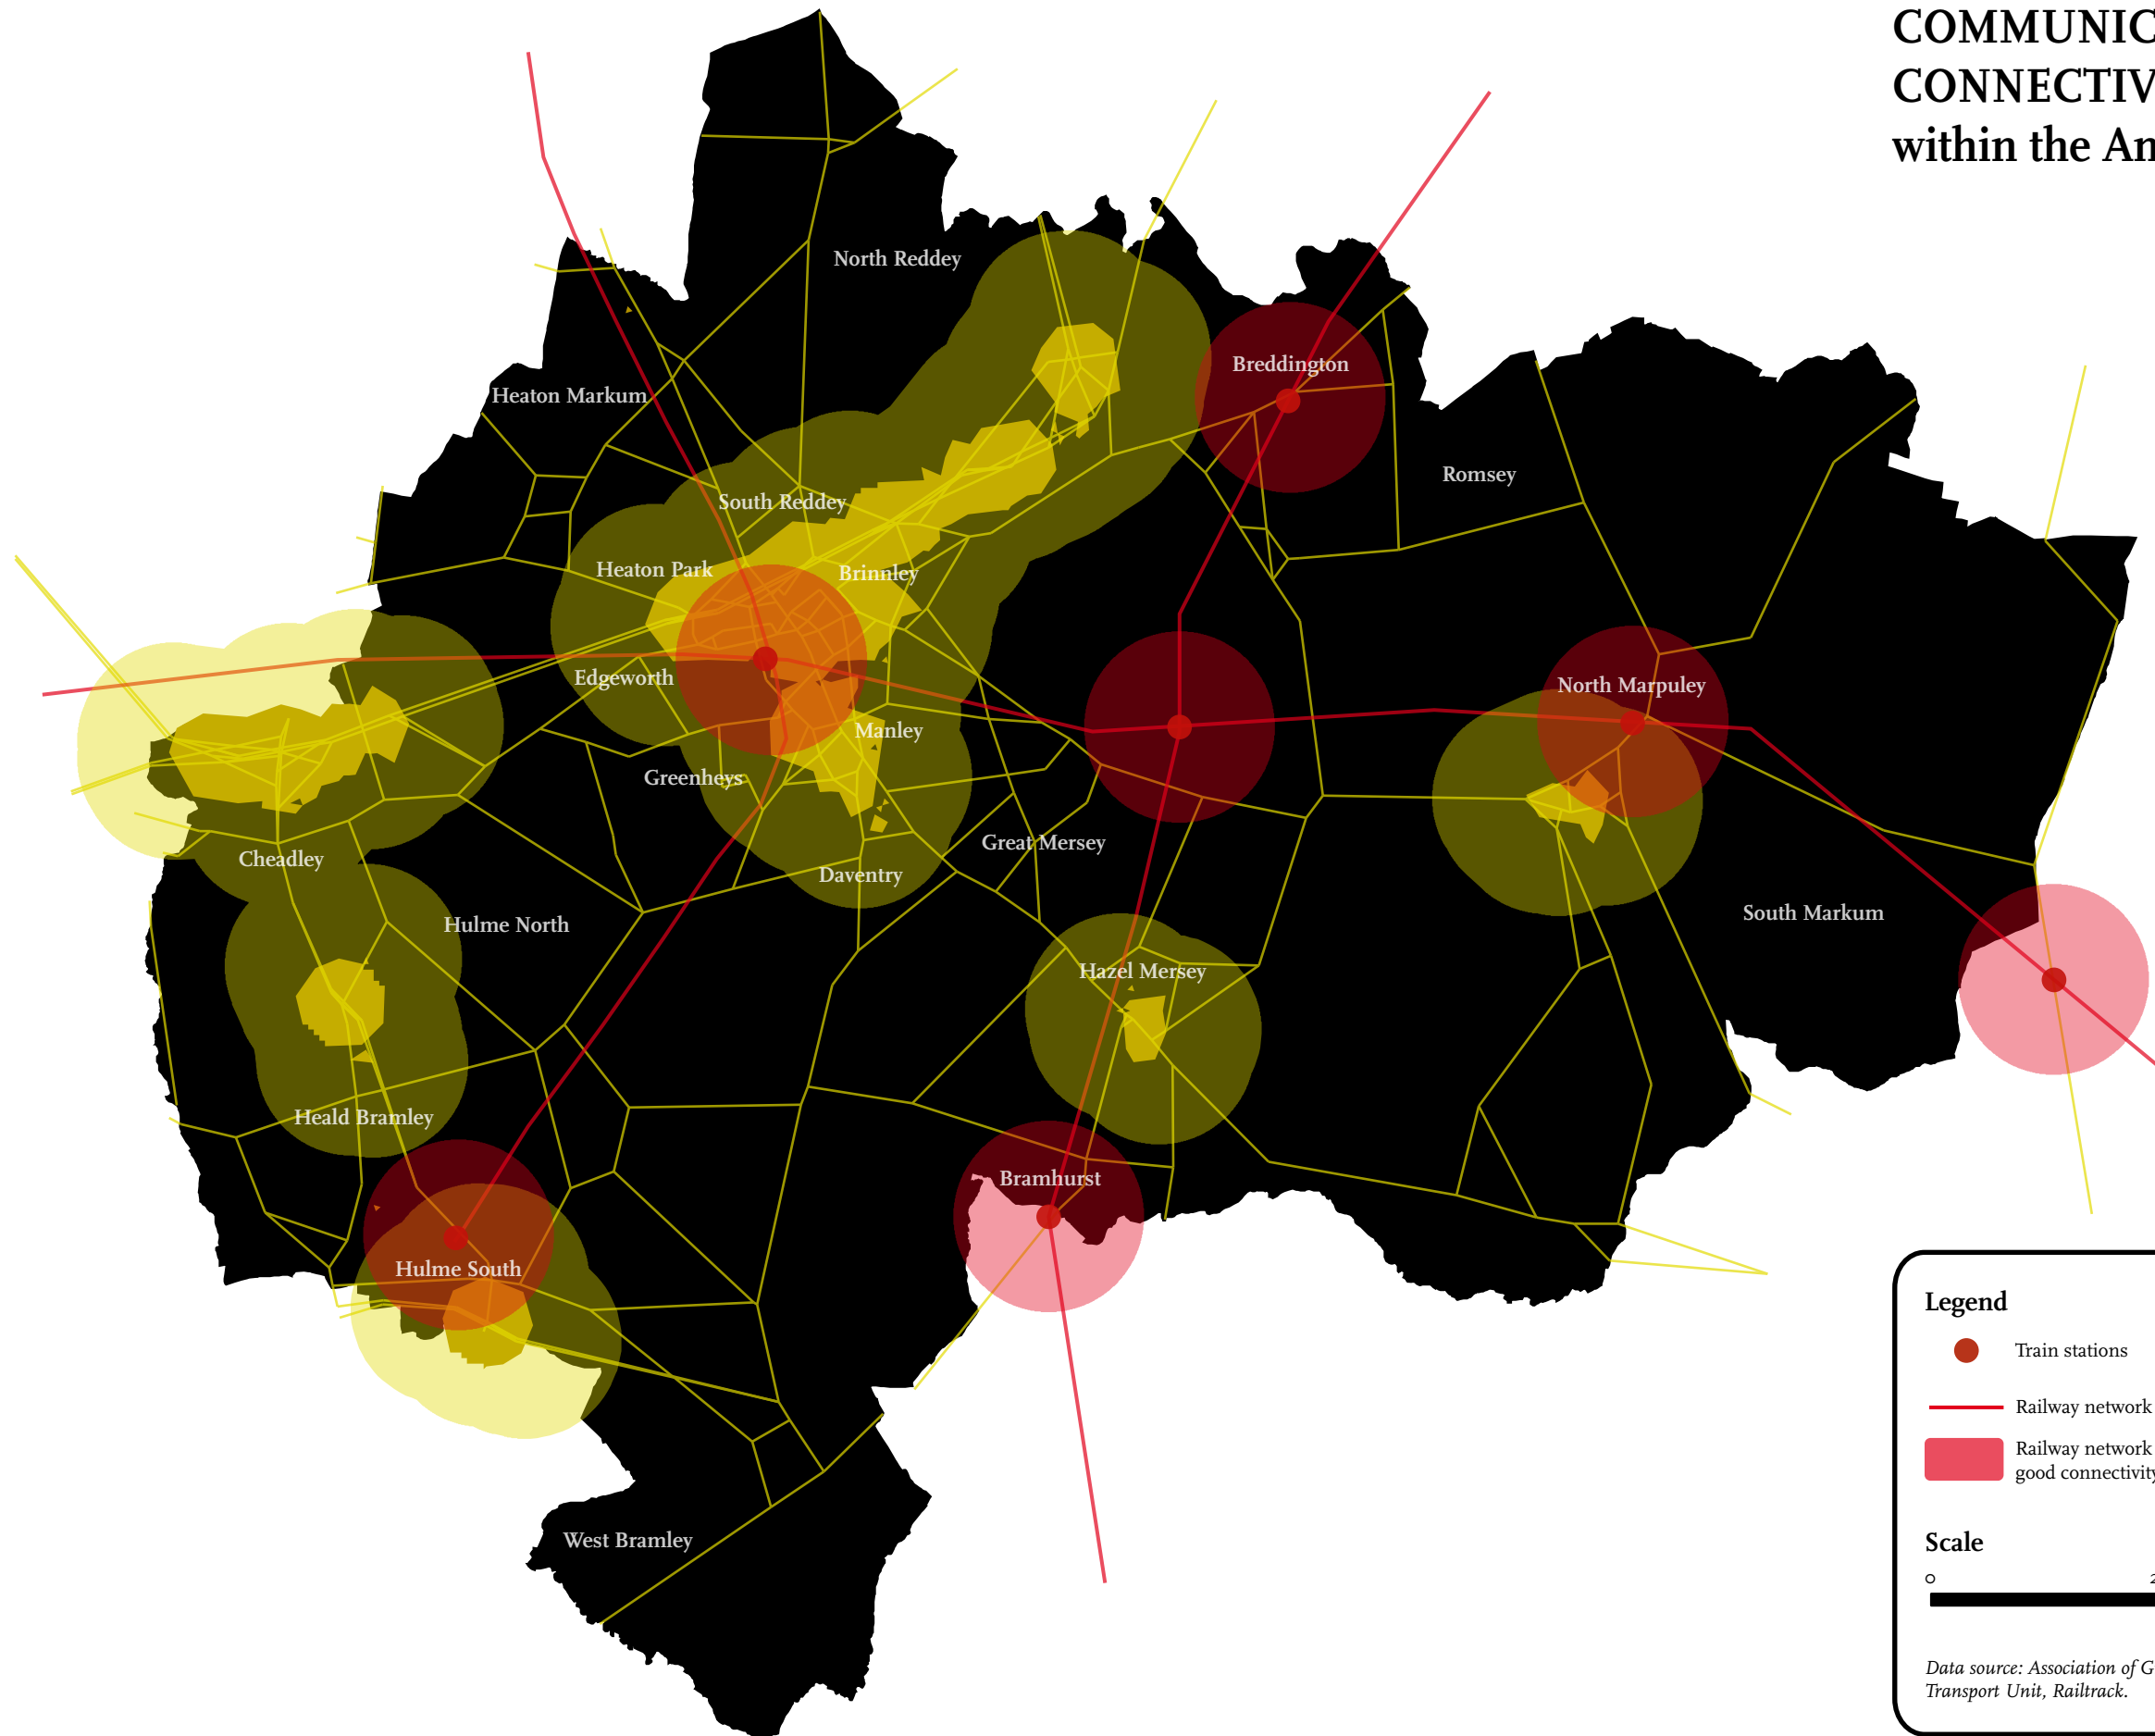 COMMUNIC
CONNECTIV
within the An
North Reddey
Breddington
Heaton Markum
Romsey
South Reddey
Heaton Park
Brinnley
Edgeworth
North Marpuley
Manley
Greenheys
Great Mersey
Cheadley
Daventry
South Markum
Hulme North
Hazel Mersey
Heald Bramley
Bramhurst
Hulme South
West Bramley
Legend
Train stations
Railway network
Railway network
good connectivity
Scale
0 2
Data source: Association of G
Transport Unit, Railtrack.